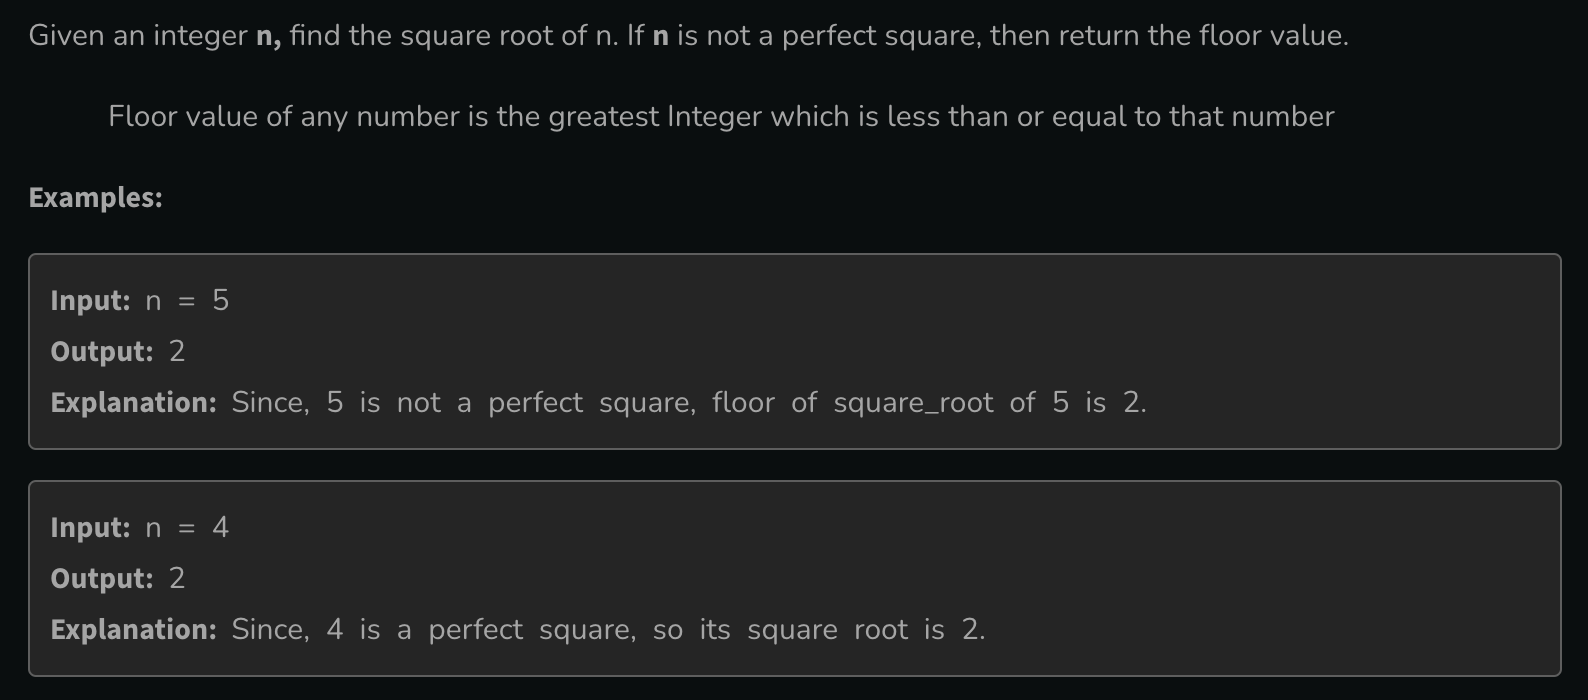 Given an integer n, find the square root of n. If n is not a perfect square, then return the floor value.
Floor value of any number is the greatest Integer which is less than or equal to that number
Examples:
Input: n = 5
Output: 2
Explanation: Since, 5 is not a perfect square, floor of square_root of 5 is 2.
Input: n = 4
Output: 2
Explanation: Since, 4 is a perfect square, so its square root is 2.